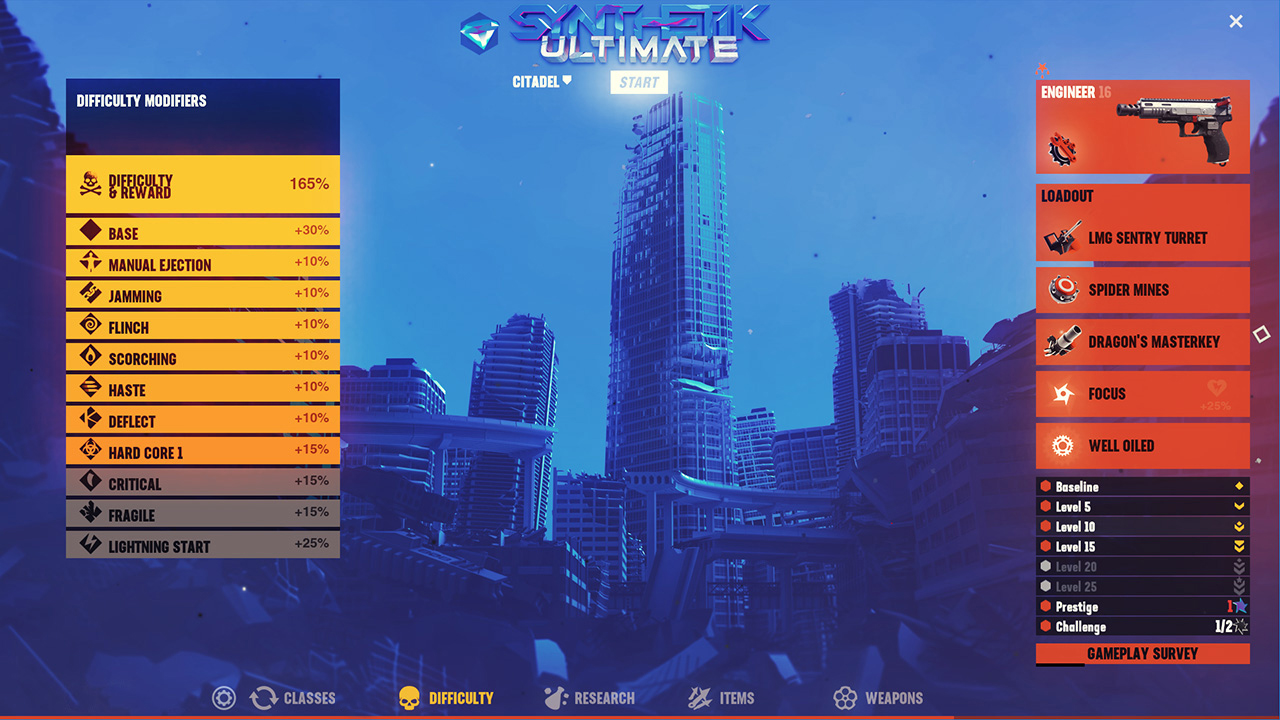 SYNTHETIK
ULTIMATE
CITADEL
START
DIFFICULTY MODIFIERS
DIFFICULTY
& REWARD
165%
BASE +30%
MANUAL EJECTION +10%
JAMMING +10%
FLINCH +10%
SCORCHING +10%
HASTE +10%
DEFLECT +10%
HARD CORE 1 +15%
CRITICAL +15%
FRAGILE +15%
LIGHTNING START +25%
ENGINEER 16
LOADOUT
LMG SENTRY TURRET
SPIDER MINES
DRAGON'S MASTERKEY
FOCUS
+25%
WELL OILED
Baseline
Level 5
Level 10
Level 15
Level 20
Level 25
Prestige 1
Challenge 1/2
GAMEPLAY SURVEY
CLASSES
DIFFICULTY
RESEARCH
ITEMS
WEAPONS